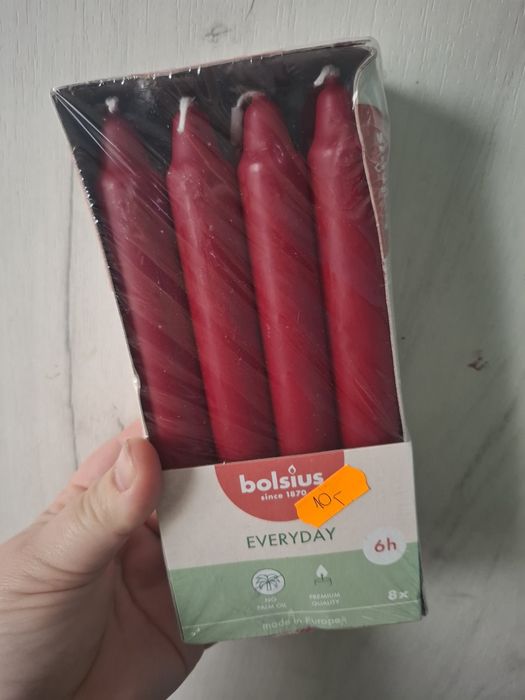 bolsius
since 1870
10,-
EVERYDAY
6h
NO
PALM OIL
PREMIUM
QUALITY
8x
made in Europe